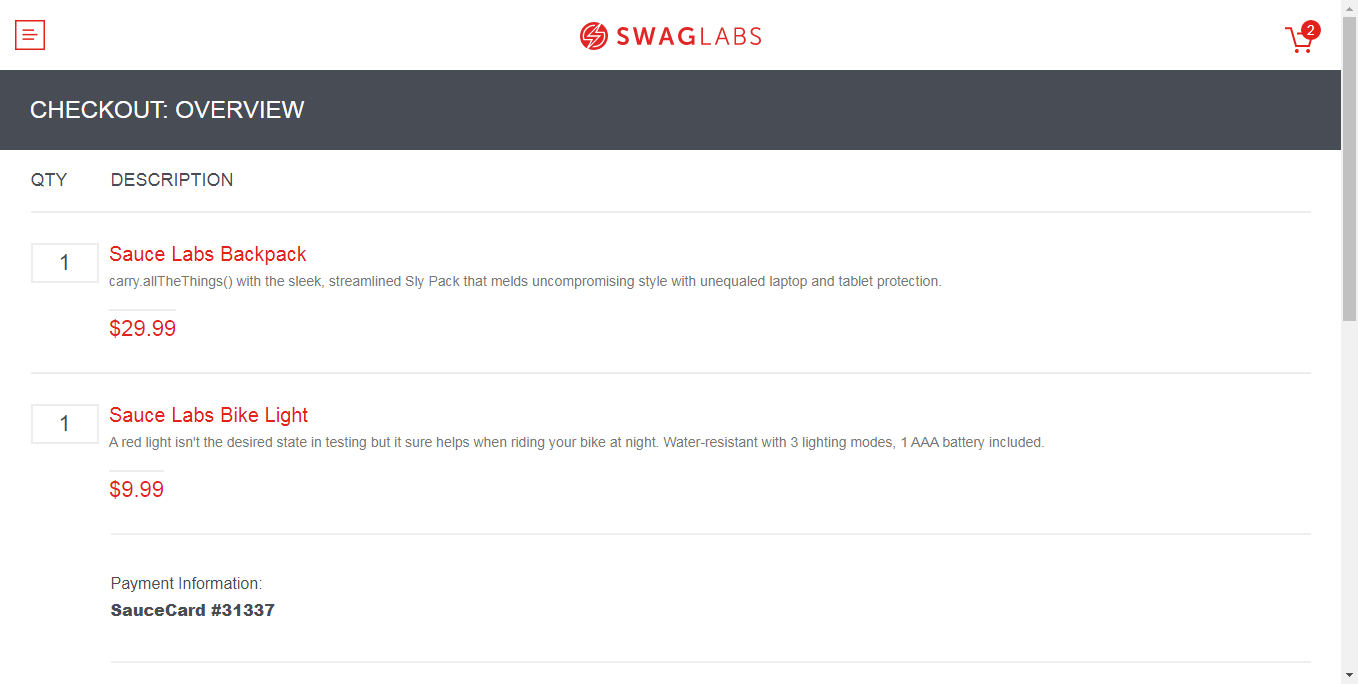 SWAGLABS
2
CHECKOUT: OVERVIEW
QTY DESCRIPTION
1 Sauce Labs Backpack
carry.allTheThings() with the sleek, streamlined Sly Pack that melds uncompromising style with unequaled laptop and tablet protection.
$29.99
1 Sauce Labs Bike Light
A red light isn't the desired state in testing but it sure helps when riding your bike at night. Water-resistant with 3 lighting modes, 1 AAA battery included.
$9.99
Payment Information:
SauceCard #31337